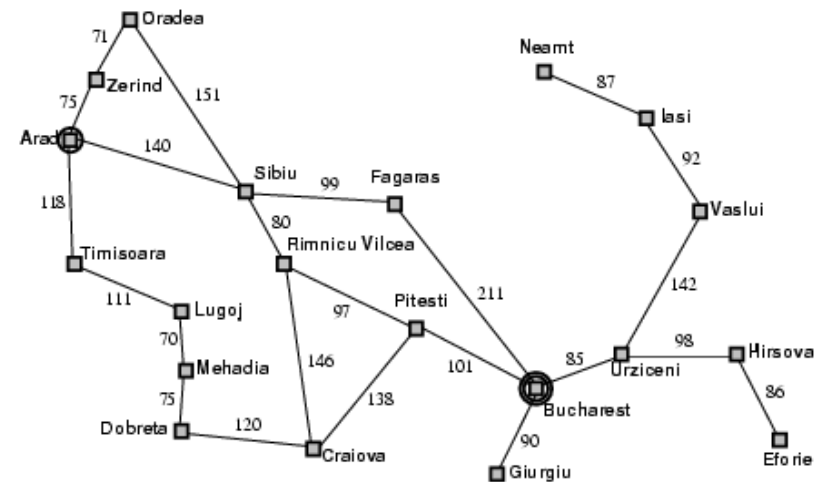 Oradea
71
Neamt
Zerind
87
75
151
Iasi
Arad
140
92
Sibiu
Fagaras
99
118
Vaslui
80
Timisoara
Rimnicu Vilcea
142
111
211
Lugoj
97
Pitesti
70
98
Hirsova
146
101
85
Urziceni
Mehadia
75
138
86
Bucharest
120
Dobreta
90
Craiova
Eforie
Giurgiu